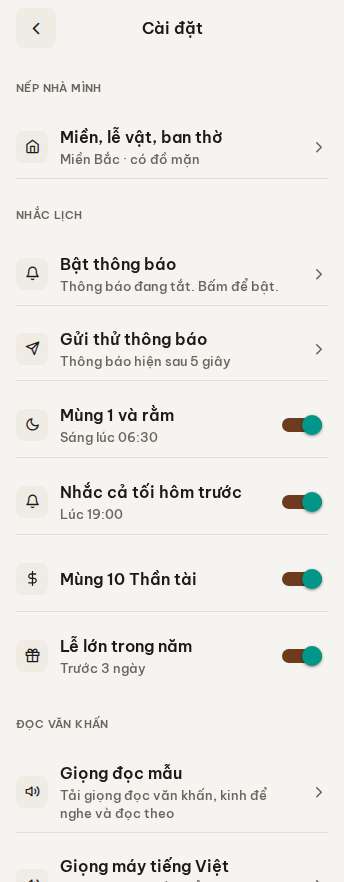 Cài đặt
NẾP NHÀ MÌNH
Miền, lễ vật, ban thờ
Miền Bắc · có đồ mặn
NHẮC LỊCH
Bật thông báo
Thông báo đang tắt. Bấm để bật.
Gửi thử thông báo
Thông báo hiện sau 5 giây
Mùng 1 và rằm
Sáng lúc 06:30
Nhắc cả tối hôm trước
Lúc 19:00
Mùng 10 Thần tài
Lễ lớn trong năm
Trước 3 ngày
ĐỌC VĂN KHẤN
Giọng đọc mẫu
Tải giọng đọc văn khấn, kinh để
nghe và đọc theo
Giọng máy tiếng Việt